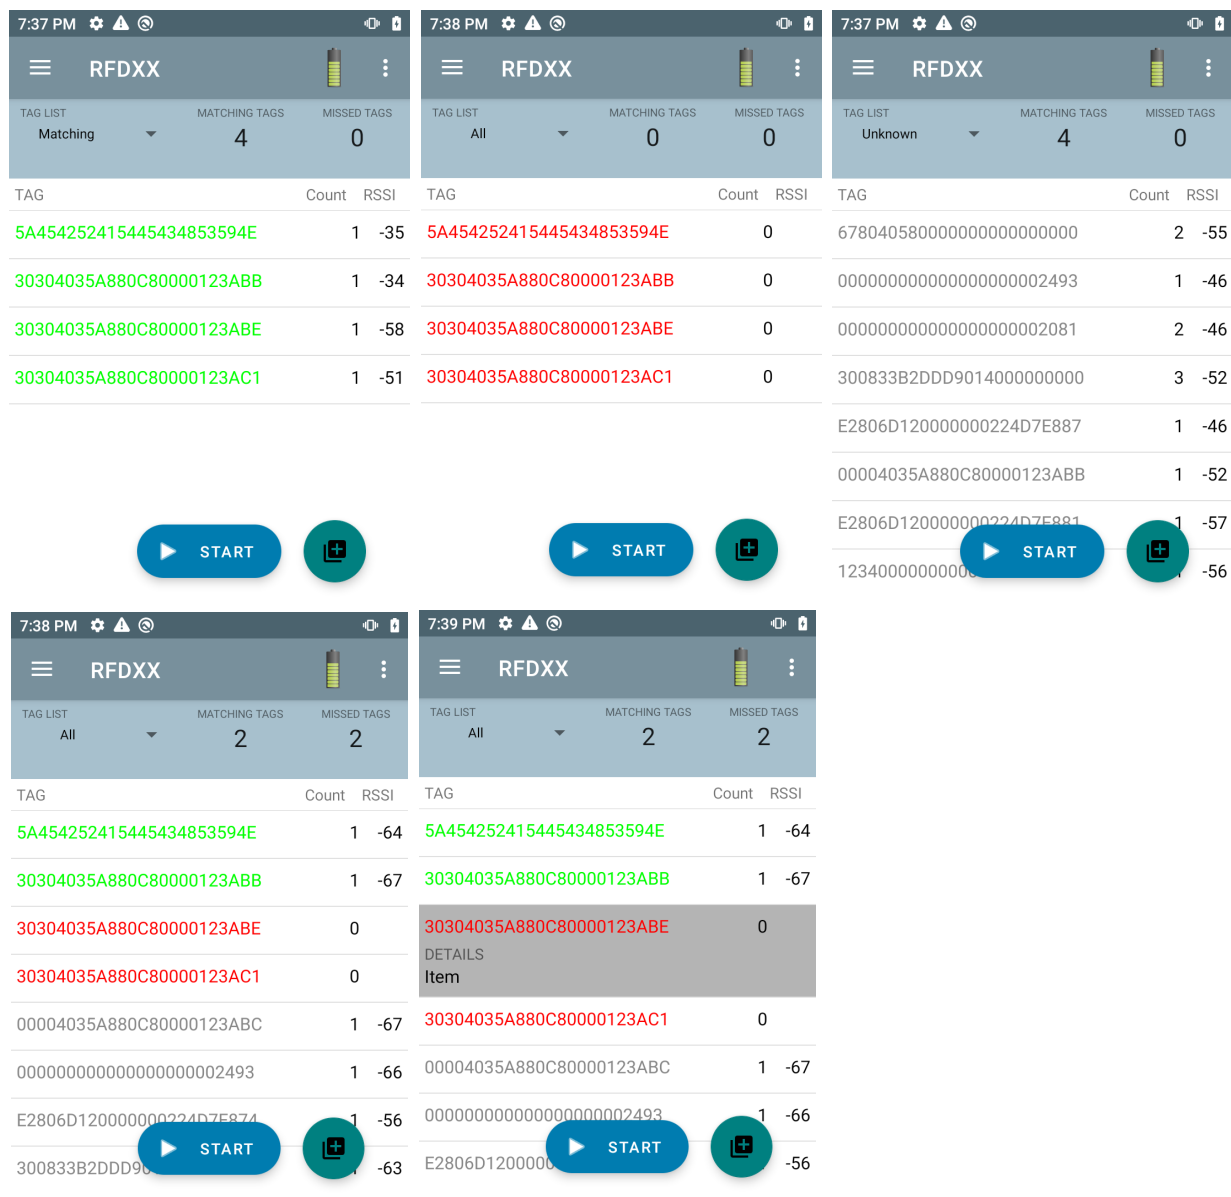 7:37 PM
RFDXX
TAG LIST MATCHING TAGS MISSED TAGS
Matching 4 0
TAG Count RSSI
5A454252415445434853594E 1 -35
30304035A880C80000123ABB 1 -34
30304035A880C80000123ABE 1 -58
30304035A880C80000123AC1 1 -51
START
7:38 PM
RFDXX
TAG LIST MATCHING TAGS MISSED TAGS
All 0 0
TAG Count RSSI
5A454252415445434853594E 0
30304035A880C80000123ABB 0
30304035A880C80000123ABE 0
30304035A880C80000123AC1 0
START
7:37 PM
RFDXX
TAG LIST MATCHING TAGS MISSED TAGS
Unknown 4 0
TAG Count RSSI
678040580000000000000000 2 -55
000000000000000000002493 1 -46
000000000000000000002081 2 -46
300833B2DDD9014000000000 3 -52
E2806D120000000224D7E887 1 -46
00004035A880C80000123ABB 1 -52
E2806D120000000224D7E881 1 -57
-56
START
7:38 PM
RFDXX
TAG LIST MATCHING TAGS MISSED TAGS
All 2 2
TAG Count RSSI
5A454252415445434853594E 1 -64
30304035A880C80000123ABB 1 -67
30304035A880C80000123ABE 0
30304035A880C80000123AC1 0
00004035A880C80000123ABC 1 -67
000000000000000000002493 1 -66
E2806D120000000224D7E874 1 -56
-63
START
7:39 PM
RFDXX
TAG LIST MATCHING TAGS MISSED TAGS
All 2 2
TAG Count RSSI
5A454252415445434853594E 1 -64
30304035A880C80000123ABB 1 -67
30304035A880C80000123ABE 0
DETAILS
Item
30304035A880C80000123AC1 0
00004035A880C80000123ABC 1 -67
000000000000000000002493 1 -66
-56
START